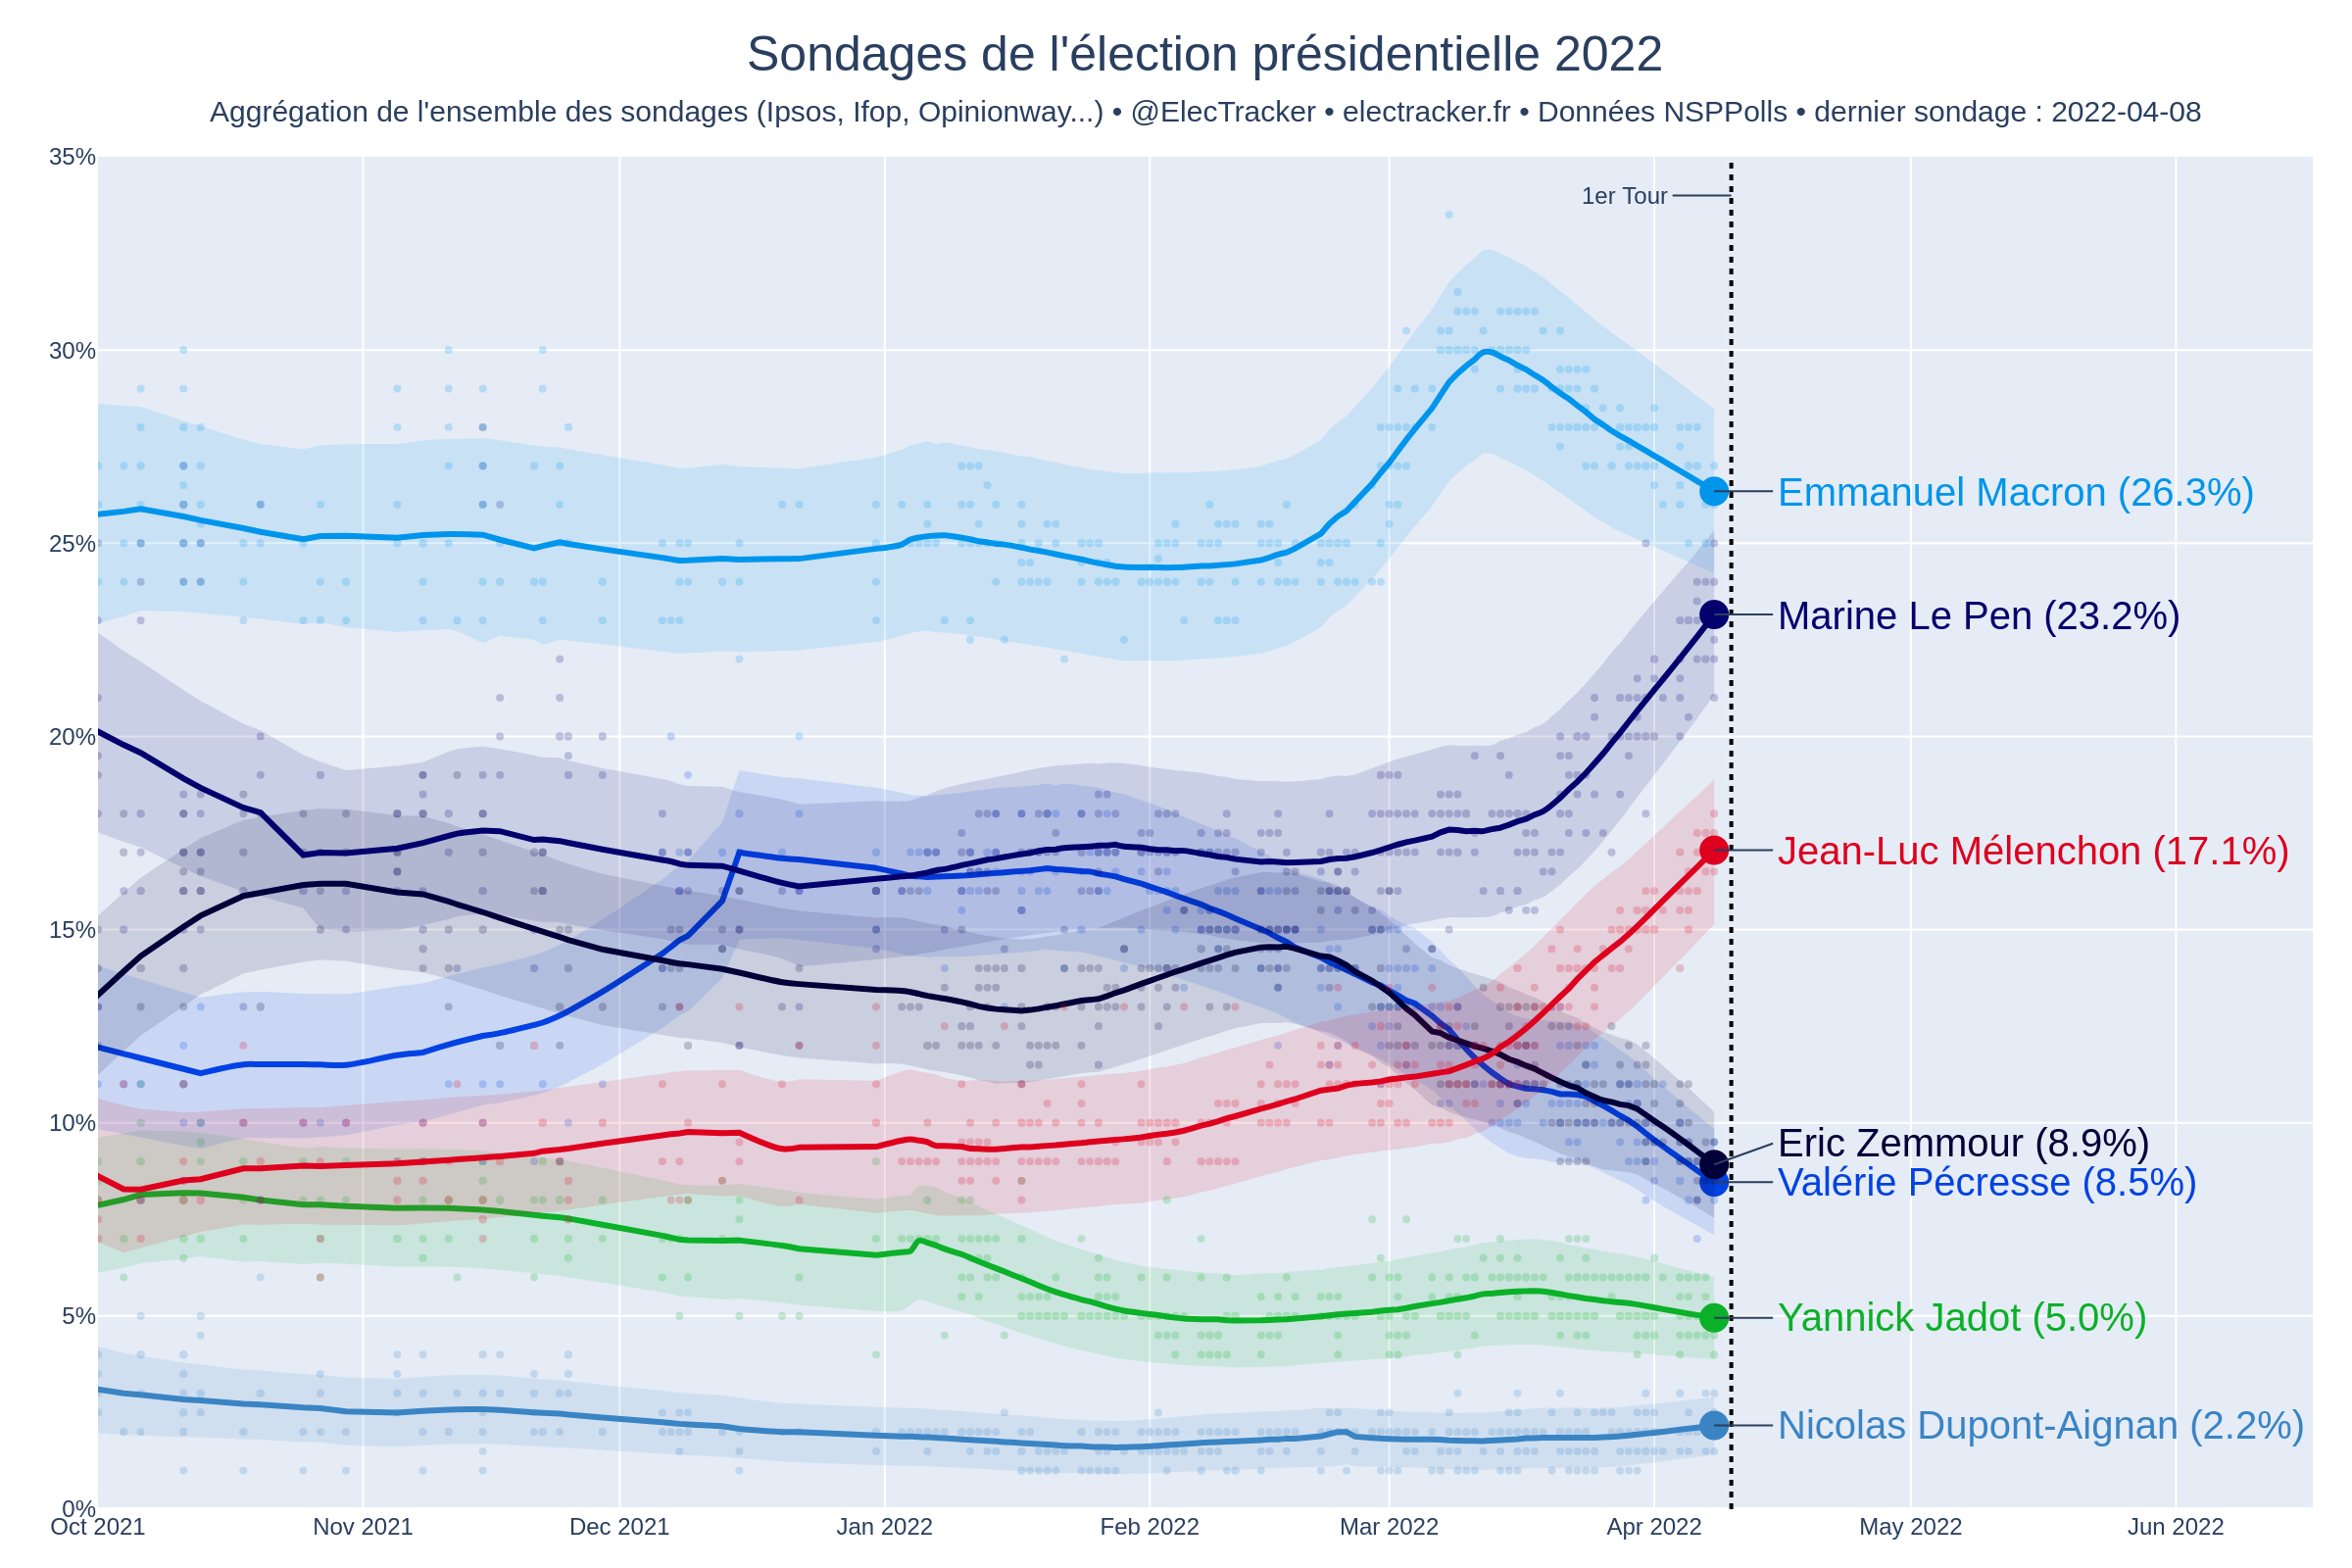 Sondages de l'élection présidentielle 2022
Aggrégation de l'ensemble des sondages (Ipsos, Ifop, Opinionway...) • @ElecTracker • electracker.fr • Données NSPPolls • dernier sondage : 2022-04-08
35%
1er Tour
30%
Emmanuel Macron (26.3%)
25%
Marine Le Pen (23.2%)
20%
Jean-Luc Mélenchon (17.1%)
15%
10%
Eric Zemmour (8.9%)
Valérie Pécresse (8.5%)
5%
Yannick Jadot (5.0%)
Nicolas Dupont-Aignan (2.2%)
0%
Oct 2021 Nov 2021 Dec 2021 Jan 2022 Feb 2022 Mar 2022 Apr 2022 May 2022 Jun 2022